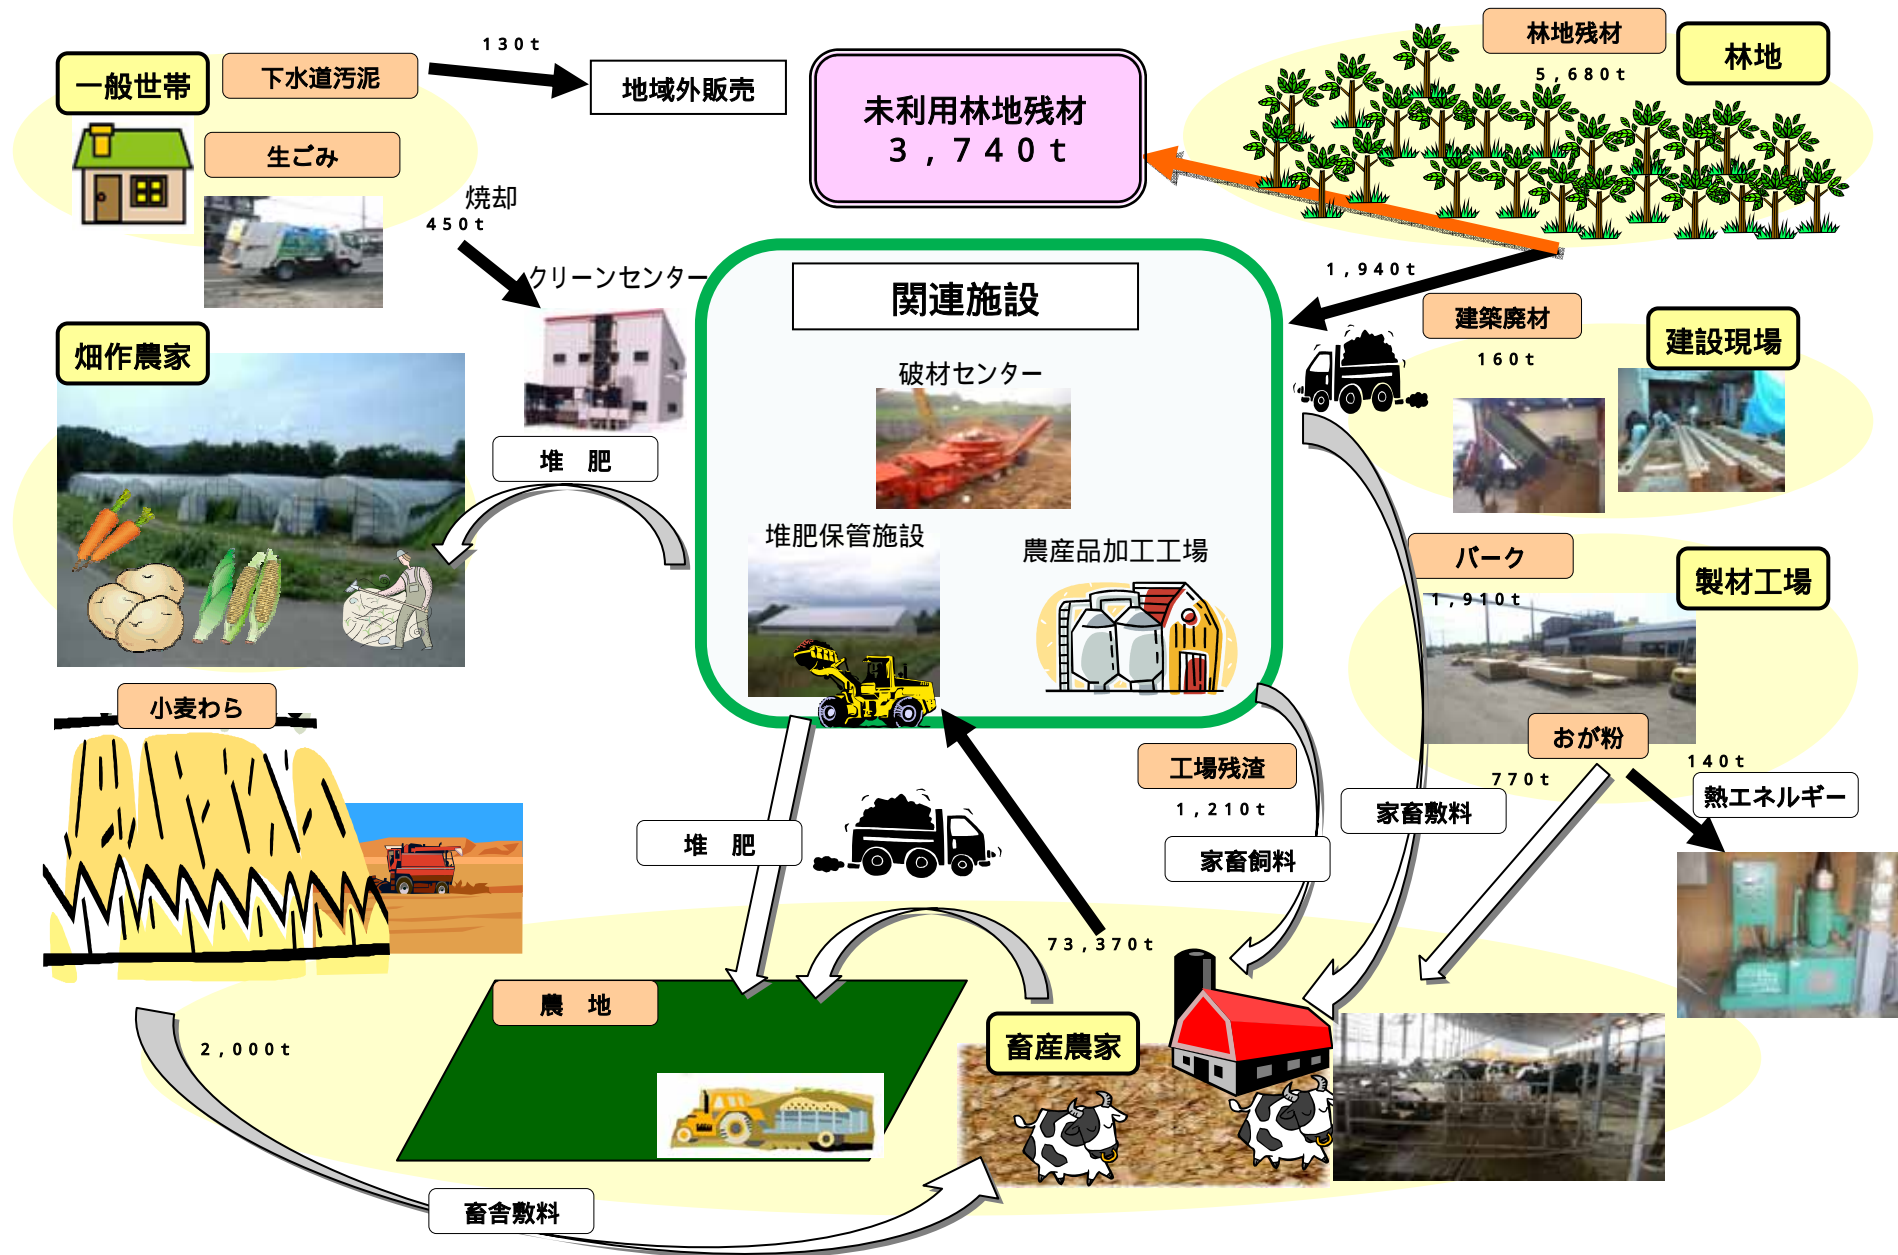 一般世帯
下水道汚泥
130t
地域外販売
生ごみ
焼却
450t
クリーンセンター
未利用林地残材
3,740t
林地残材
5,680t
林地
1,940t
関連施設
破材センター
堆肥保管施設
農産品加工工場
建築廃材
160t
建設現場
畑作農家
堆 肥
バーク
1,910t
製材工場
おが粉
770t
140t
熱エネルギー
小麦わら
工場残渣
1,210t
家畜飼料
家畜敷料
堆 肥
73,370t
農 地
畜産農家
2,000t
畜舎敷料